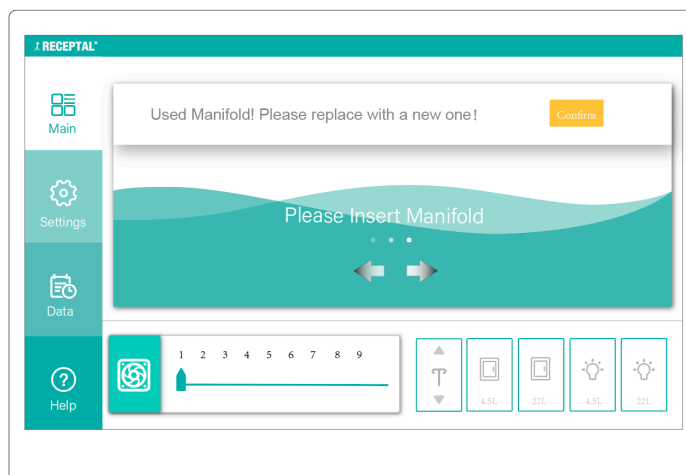 RECEPTAL®
Main
Used Manifold! Please replace with a new one!
Confirm
Settings
Please Insert Manifold
Data
1 2 3 4 5 6 7 8 9
Help
4.5L 22L 4.5L 22L